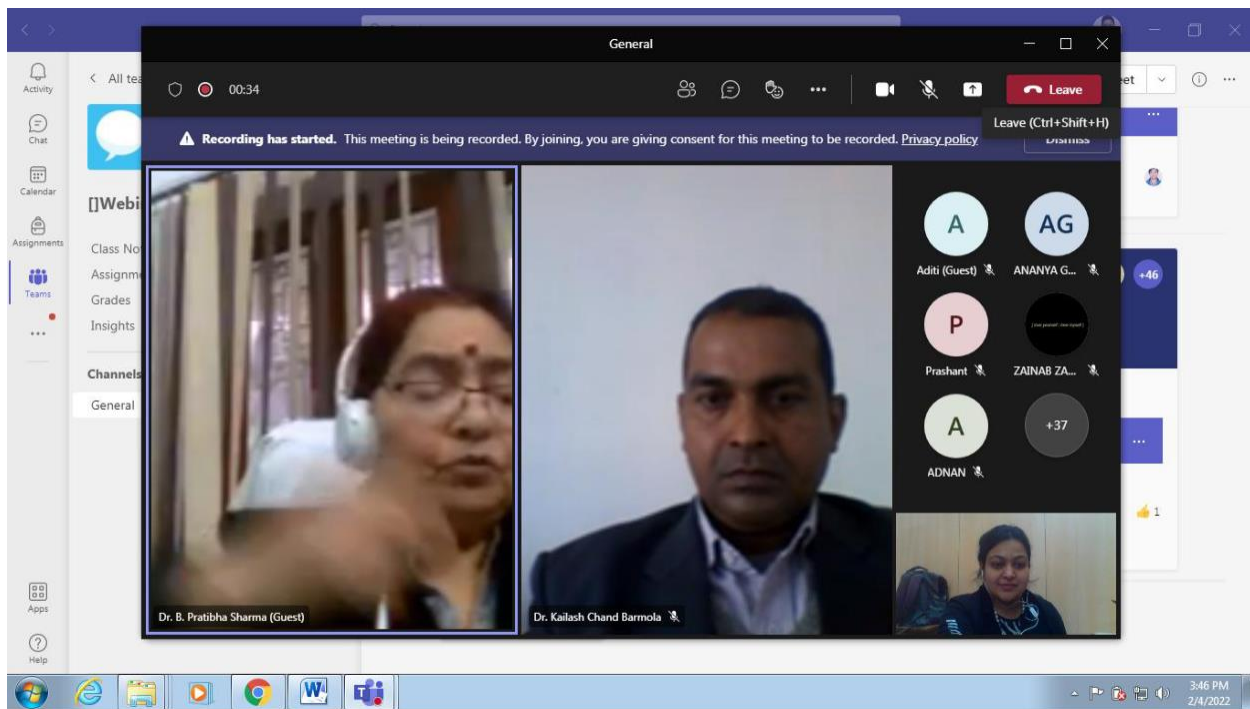 General
00:34
Leave
Leave (Ctrl+Shift+H)
Recording has started. This meeting is being recorded. By joining, you are giving consent for this meeting to be recorded. Privacy policy
Dismiss
Activity
Chat
Calendar
Assignments
Teams
Apps
Help
All tea
[]Webi
Class No
Assignm
Grades
Insights
Channels
General
Dr. B. Pratibha Sharma (Guest)
Dr. Kailash Chand Barmola
A
Aditi (Guest)
AG
ANANYA G...
P
Prashant
ZAINAB ZA...
A
ADNAN
+37
eet
+46
1
3:46 PM
2/4/2022